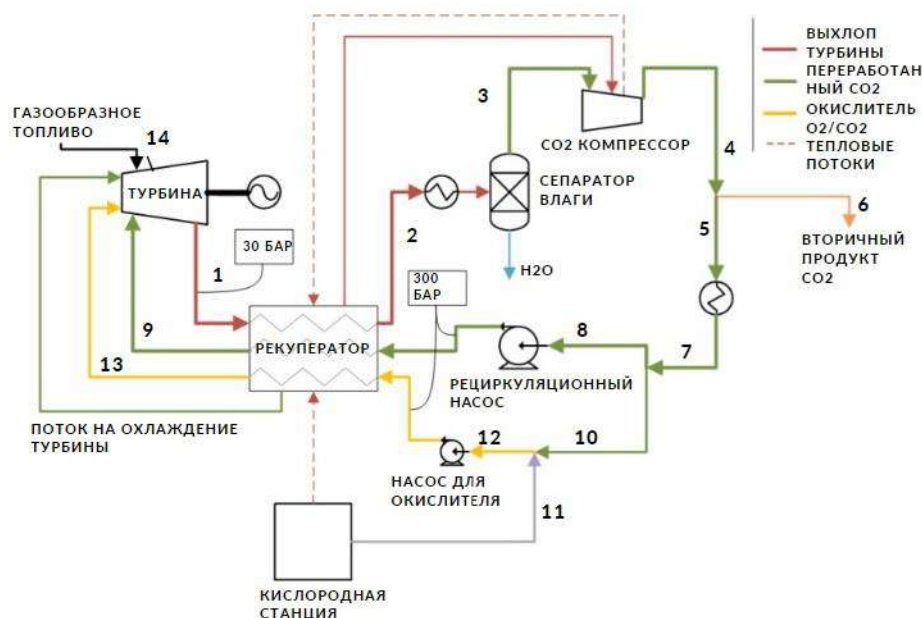 ВЫХЛОП
ТУРБИНЫ
ПЕРЕРАБОТАН
НЫЙ CO2
ОКИСЛИТЕЛЬ
O2/CO2
ТЕПЛОВЫЕ
ПОТОКИ
ГАЗООБРАЗНОЕ
ТОПЛИВО
14
3
CO2 КОМПРЕССОР
4
ТУРБИНА
СЕПАРАТОР
ВЛАГИ
6
2
5
ВТОРИЧНЫЙ
ПРОДУКТ
CO2
30 БАР
1
H2O
300
БАР
9
РЕКУПЕРАТОР
8
7
13
РЕЦИРКУЛЯЦИОННЫЙ
НАСОС
ПОТОК НА ОХЛАЖДЕНИЕ
ТУРБИНЫ
12
10
НАСОС ДЛЯ
ОКИСЛИТЕЛЯ
11
КИСЛОРОДНАЯ
СТАНЦИЯ